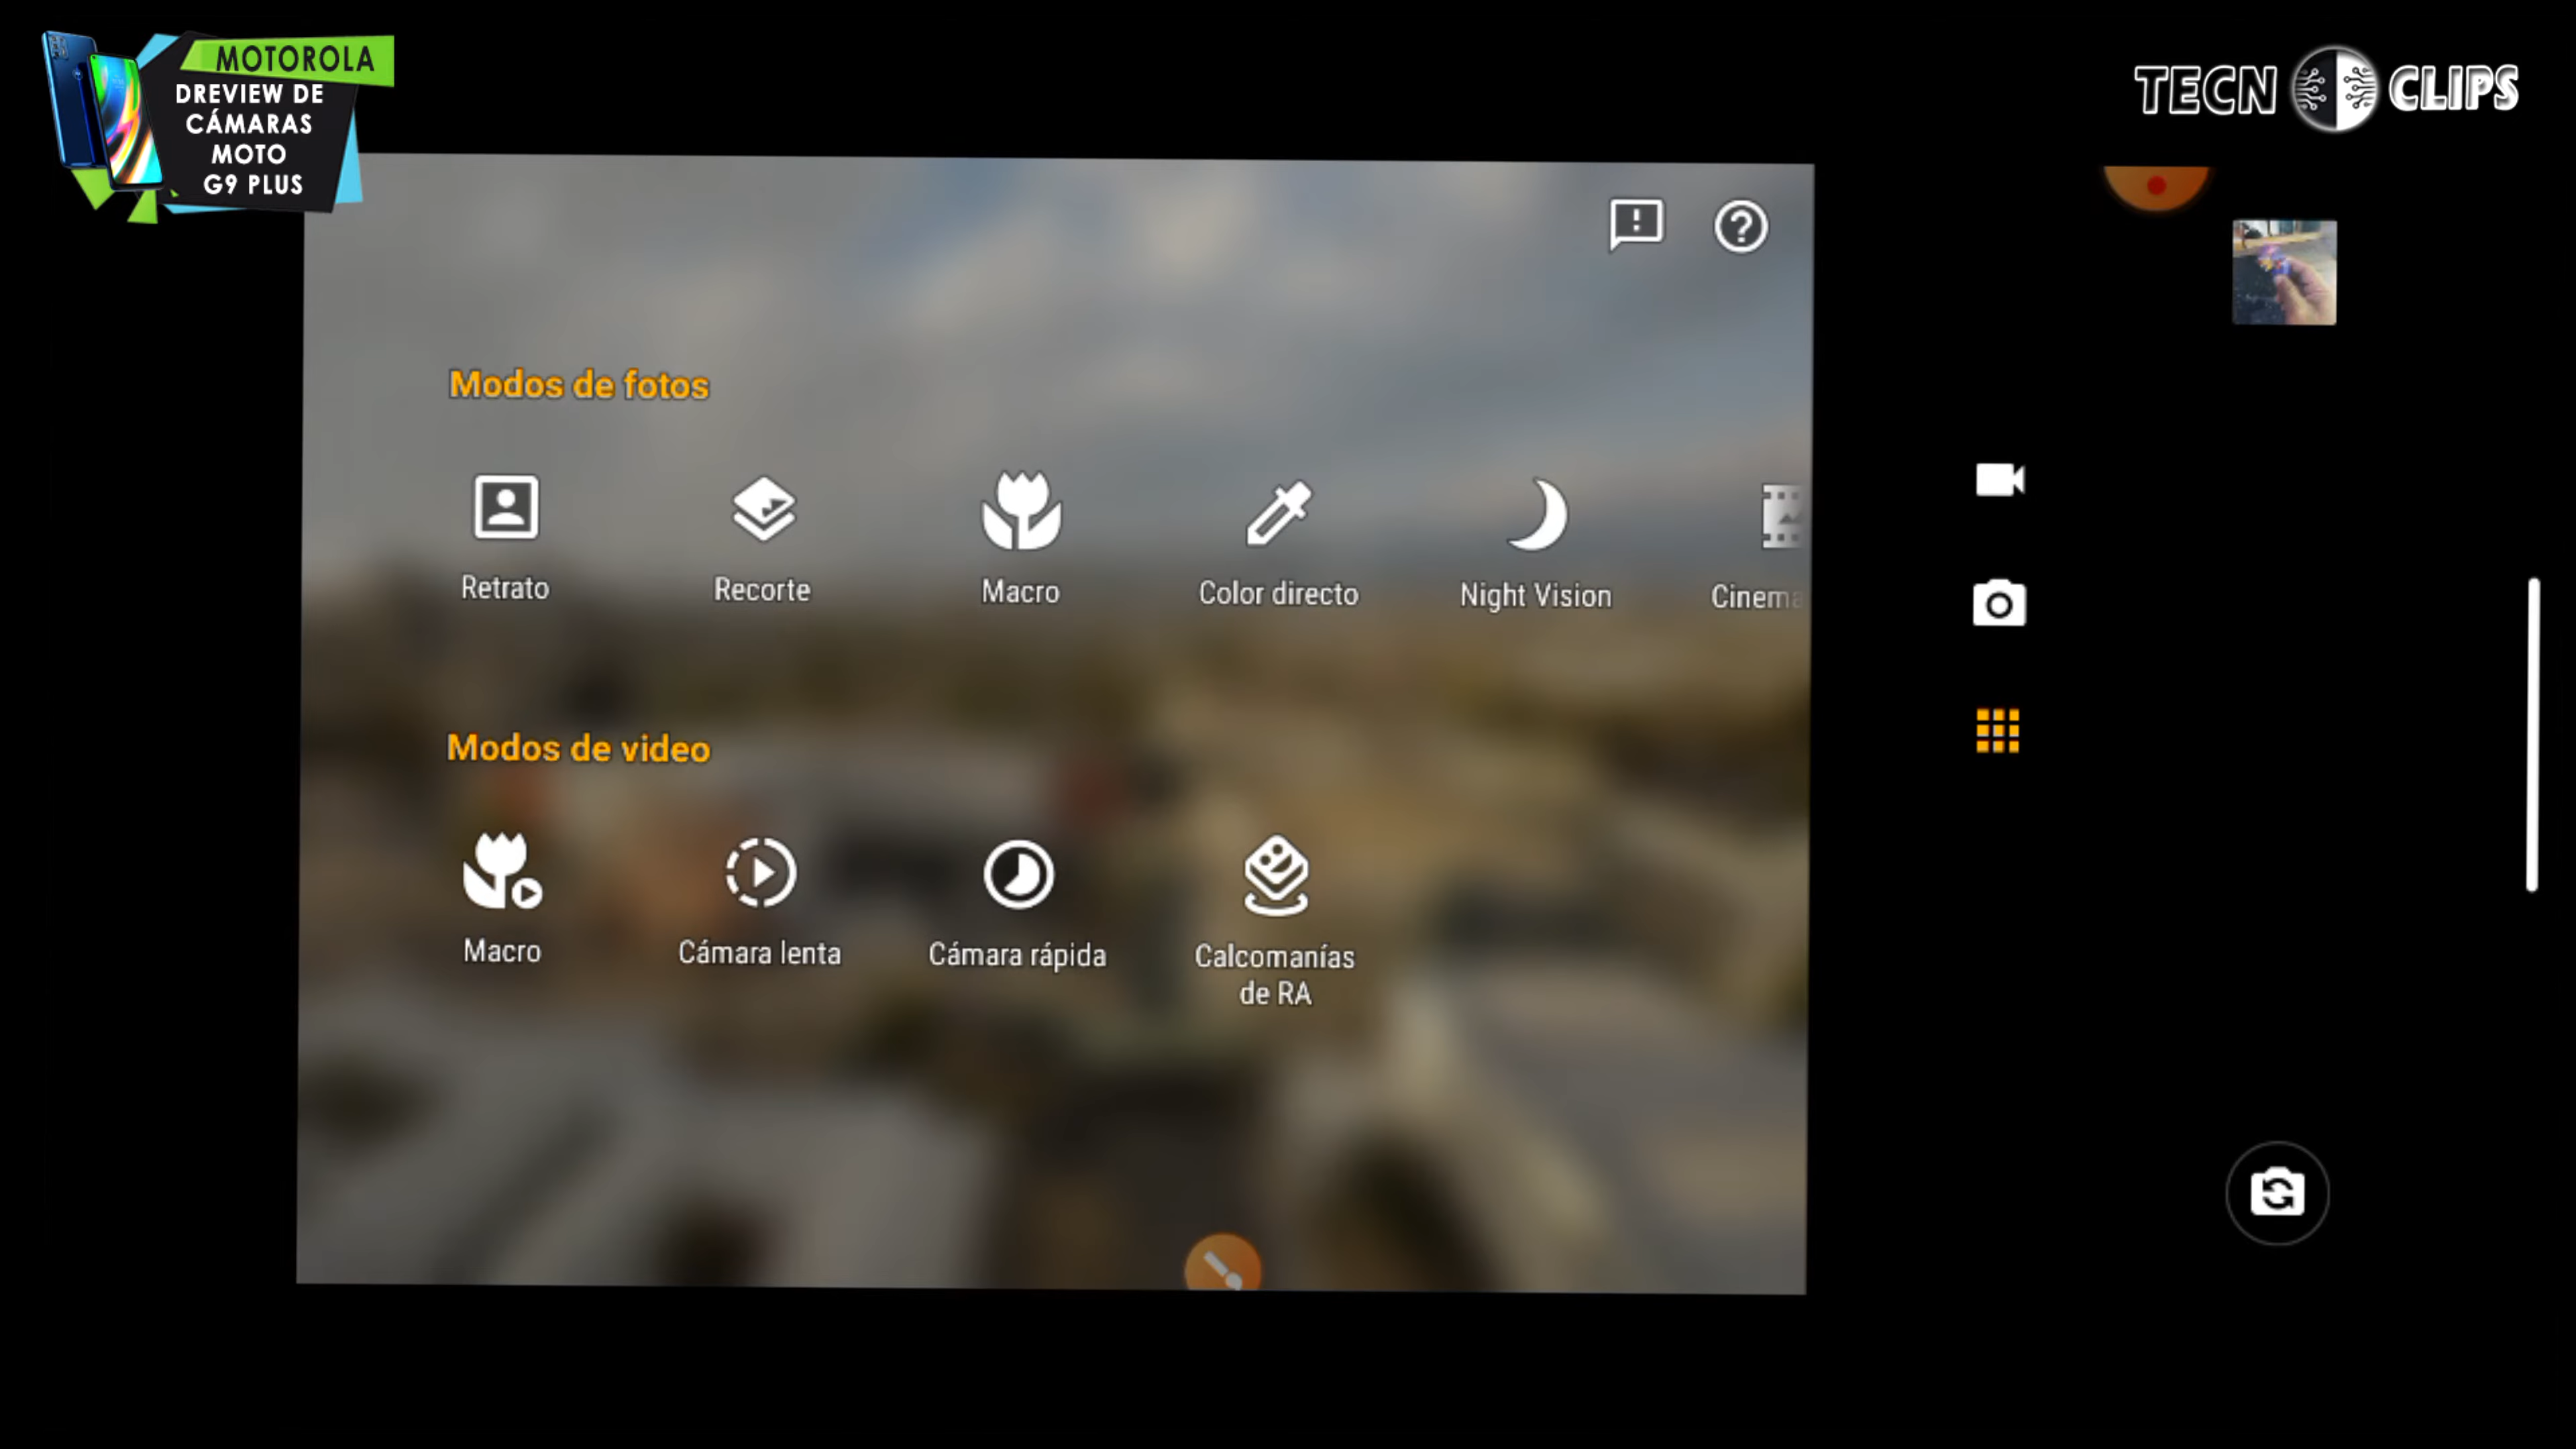 MOTOROLA
DREVIEW DE
CÁMARAS
MOTO
G9 PLUS
TECN CLIPS
Modos de fotos
Retrato
Recorte
Macro
Color directo
Night Vision
Cinema
Modos de video
Macro
Cámara lenta
Cámara rápida
Calcomanías
de RA